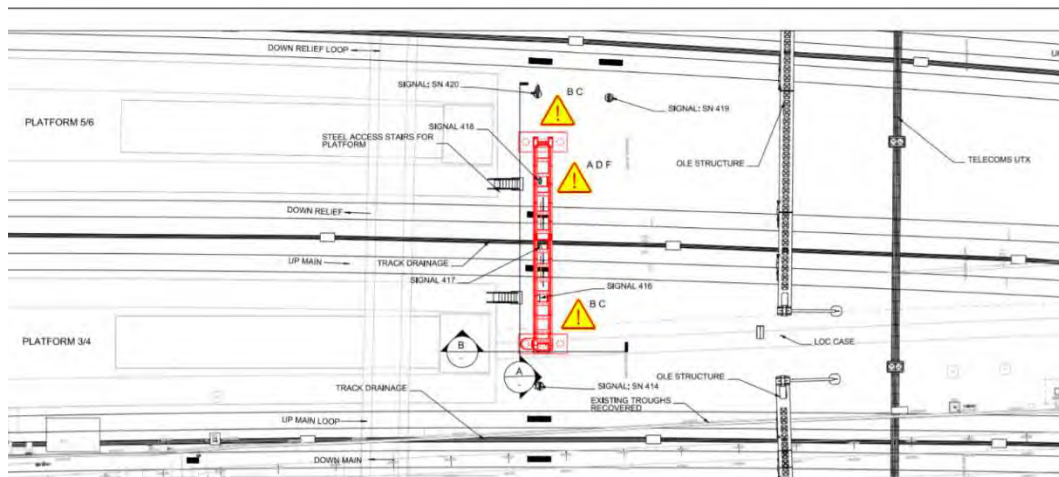 DOWN RELIEF LOOP
SIGNAL: SN 420
B C
SIGNAL: SN 419
PLATFORM 5/6
SIGNAL 418
STEEL ACCESS STAIRS FOR
PLATFORM
OLE STRUCTURE
TELECOMS UTX
A D F
DOWN RELIEF
UP MAIN
TRACK DRAINAGE
SIGNAL 417
SIGNAL 416
B C
PLATFORM 3/4
B
LOC CASE
A
SIGNAL: SN 414
OLE STRUCTURE
TRACK DRAINAGE
EXISTING TROUGHS
RECOVERED
UP MAIN LOOP
DOWN MAIN